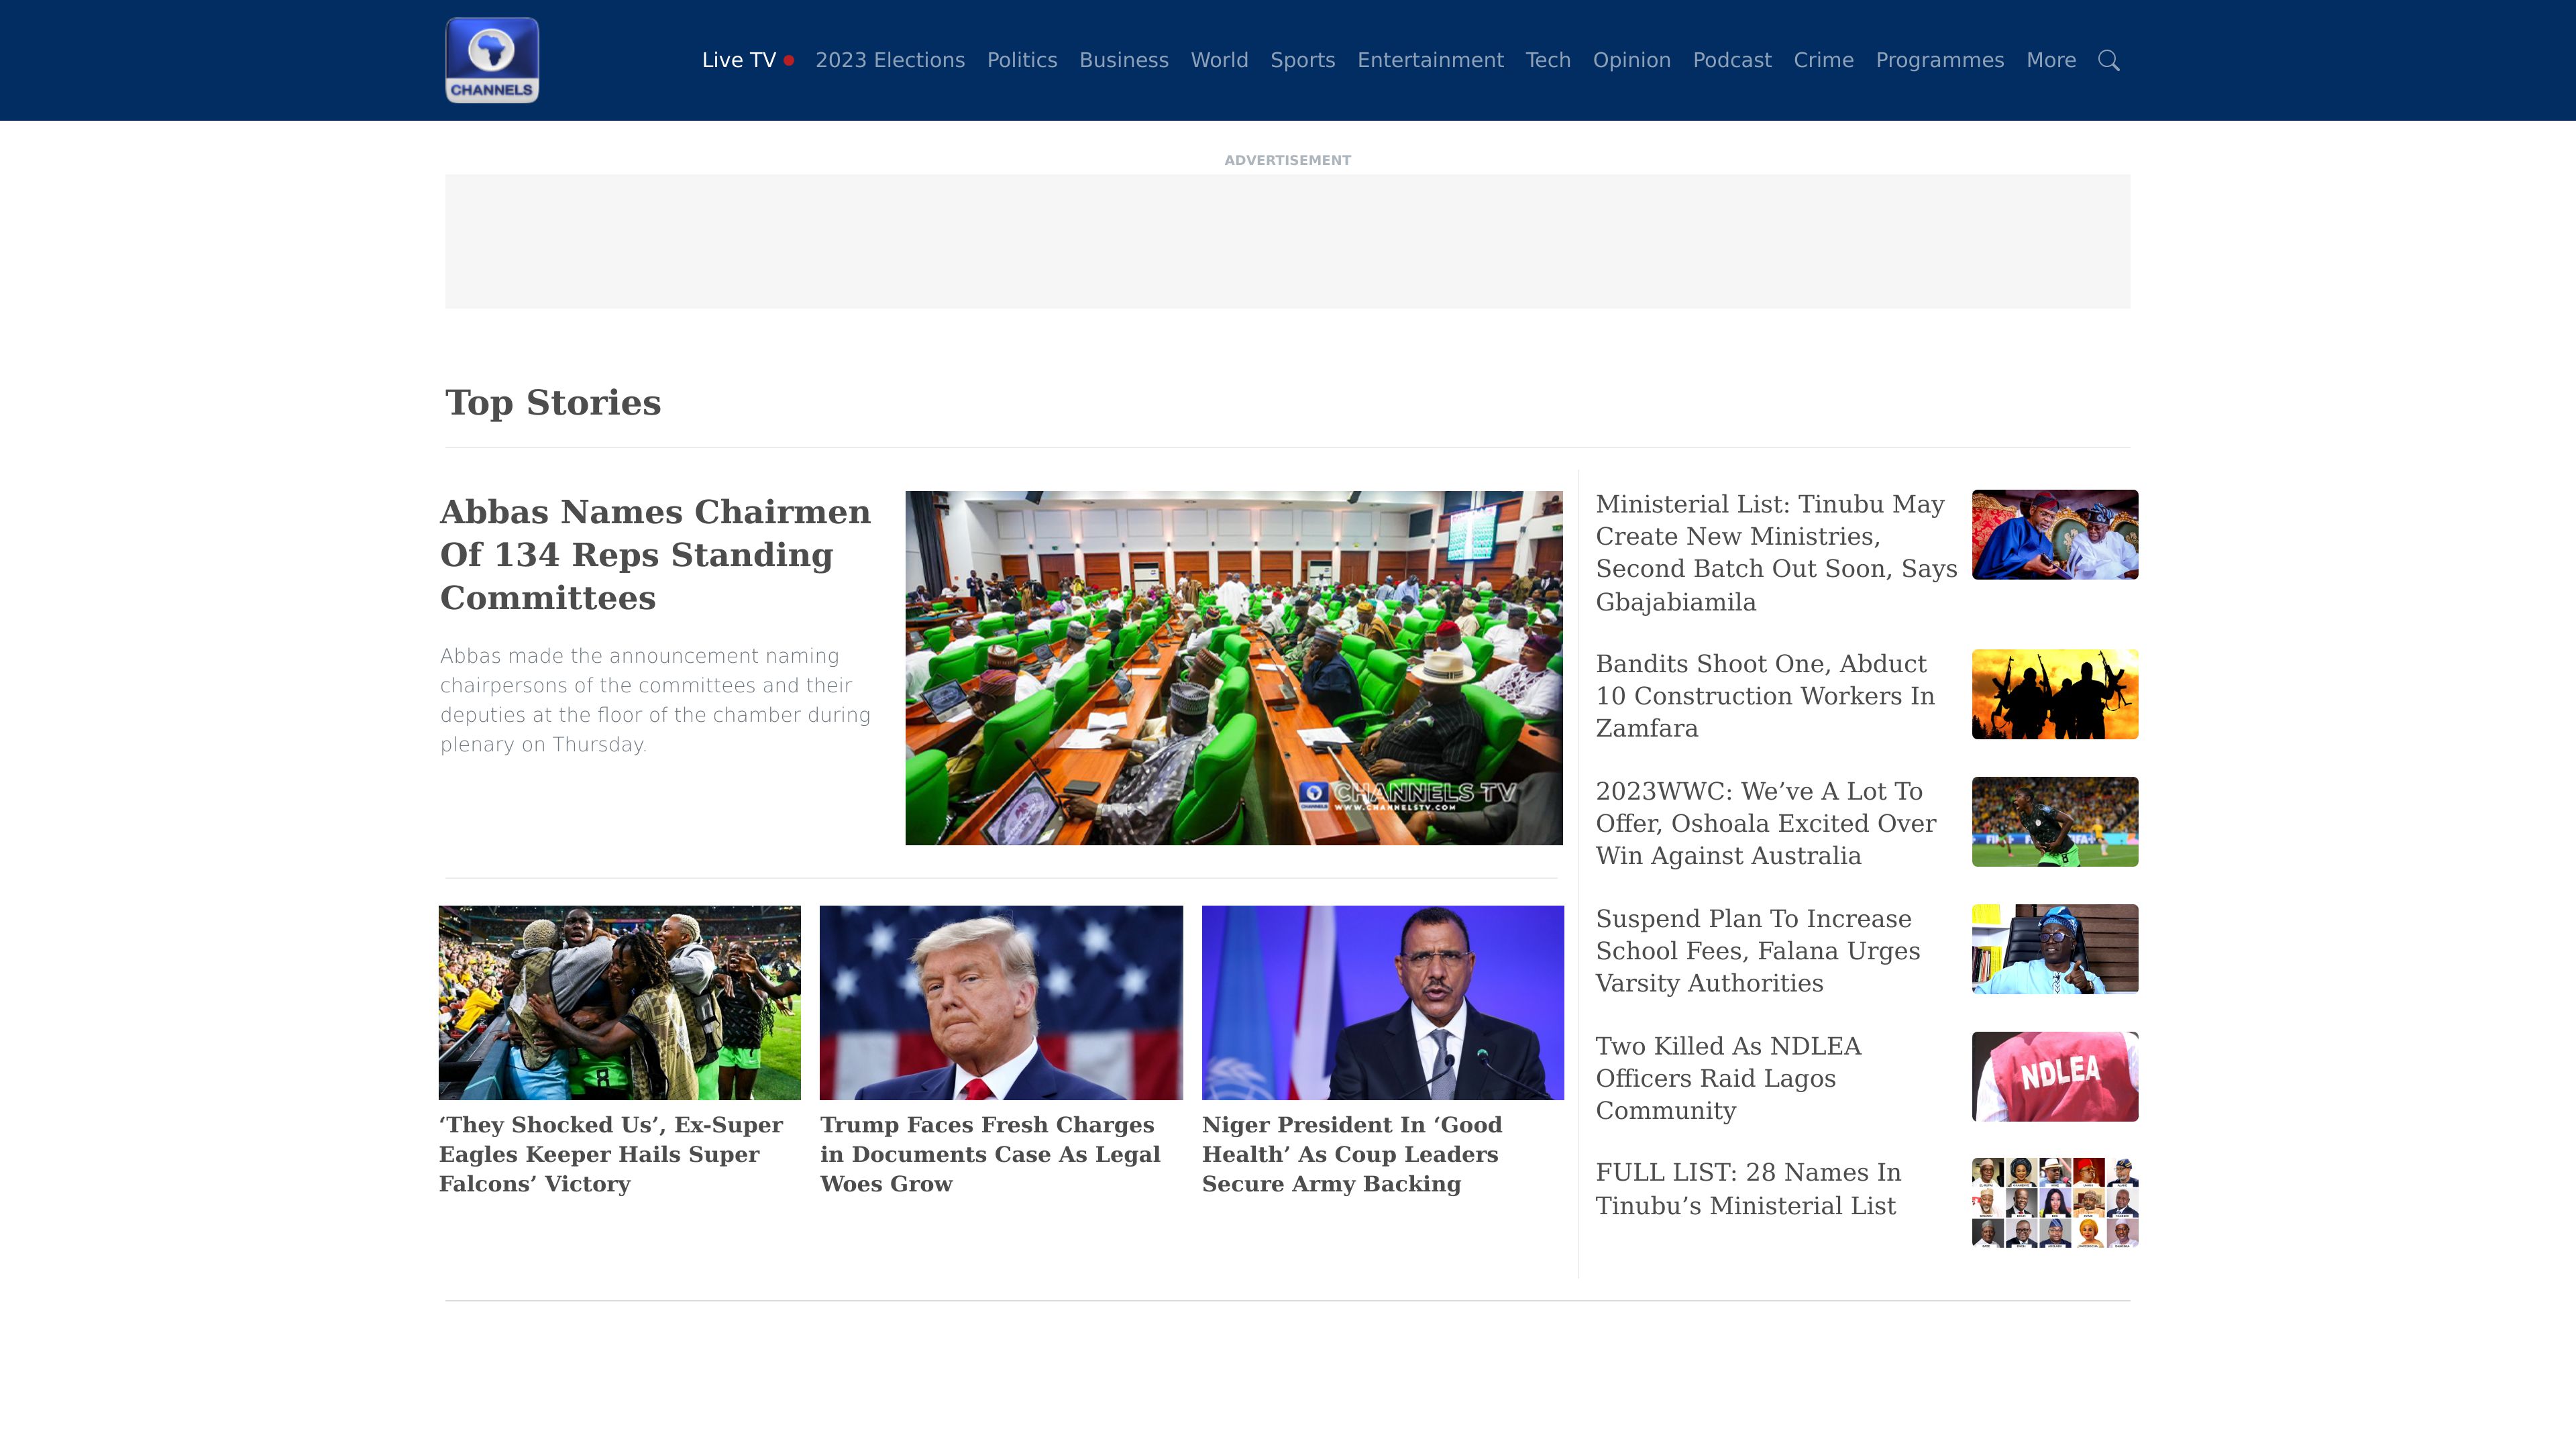 CHANNELS
Live TV
2023 Elections
Politics
Business
World
Sports
Entertainment
Tech
Opinion
Podcast
Crime
Programmes
More
ADVERTISEMENT
Top Stories
Abbas Names Chairmen
Of 134 Reps Standing
Committees
Abbas made the announcement naming
chairpersons of the committees and their
deputies at the floor of the chamber during
plenary on Thursday.
CHANNELS TV
WWW.CHANNELSTV.COM
‘They Shocked Us’, Ex-Super
Eagles Keeper Hails Super
Falcons’ Victory
8
Trump Faces Fresh Charges
in Documents Case As Legal
Woes Grow
Niger President In ‘Good
Health’ As Coup Leaders
Secure Army Backing
Ministerial List: Tinubu May
Create New Ministries,
Second Batch Out Soon, Says
Gbajabiamila
Bandits Shoot One, Abduct
10 Construction Workers In
Zamfara
2023WWC: We’ve A Lot To
Offer, Oshoala Excited Over
Win Against Australia
8
Suspend Plan To Increase
School Fees, Falana Urges
Varsity Authorities
Two Killed As NDLEA
Officers Raid Lagos
Community
NDLEA
FULL LIST: 28 Names In
Tinubu’s Ministerial List